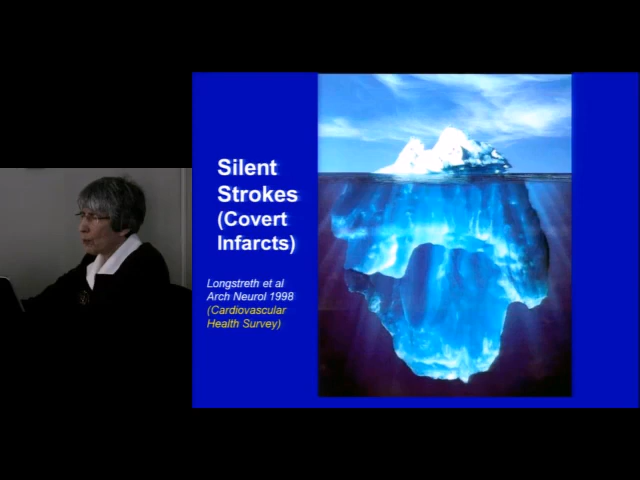 Silent
Strokes
(Covert
Infarcts)
Longstreth et al
Arch Neurol 1998
(Cardiovascular
Health Survey)